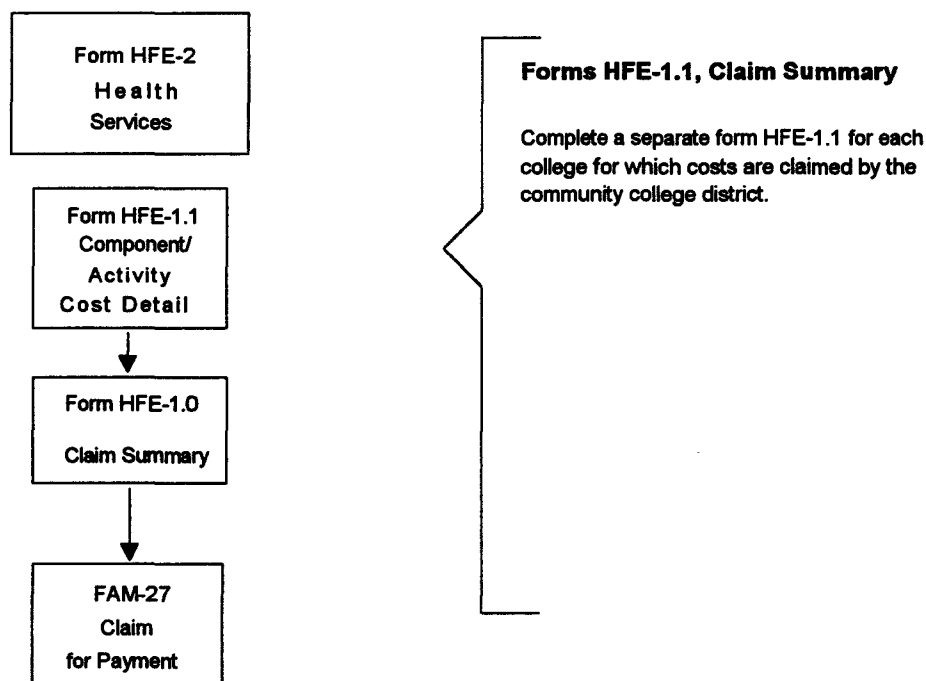 Form HFE-2
Health
Services
Form HFE-1.1
Component/
Activity
Cost Detail
Form HFE-1.0
Claim Summary
FAM-27
Claim
for Payment
Forms HFE-1.1, Claim Summary
Complete a separate form HFE-1.1 for each
college for which costs are claimed by the
community college district.